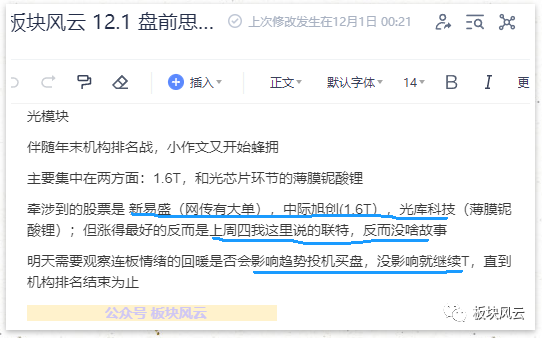 板块风云 12.1 盘前思...
上次修改发生在12月1日 00:21
插入
正文
默认字体
14
B
I
更
光模块
伴随年末机构排名战，小作文又开始蜂拥
主要集中在两方面：1.6T，和光芯片环节的薄膜铌酸锂
牵涉到的股票是 新易盛（网传有大单），中际旭创(1.6T)，光库科技（薄膜铌
酸锂）；但涨得最好的反而是上周四我这里说的联特，反而没啥故事
明天需要观察连板情绪的回暖是否会影响趋势投机买盘，没影响就继续T，直到
机构排名结束为止
公众号 板块风云
板块风云